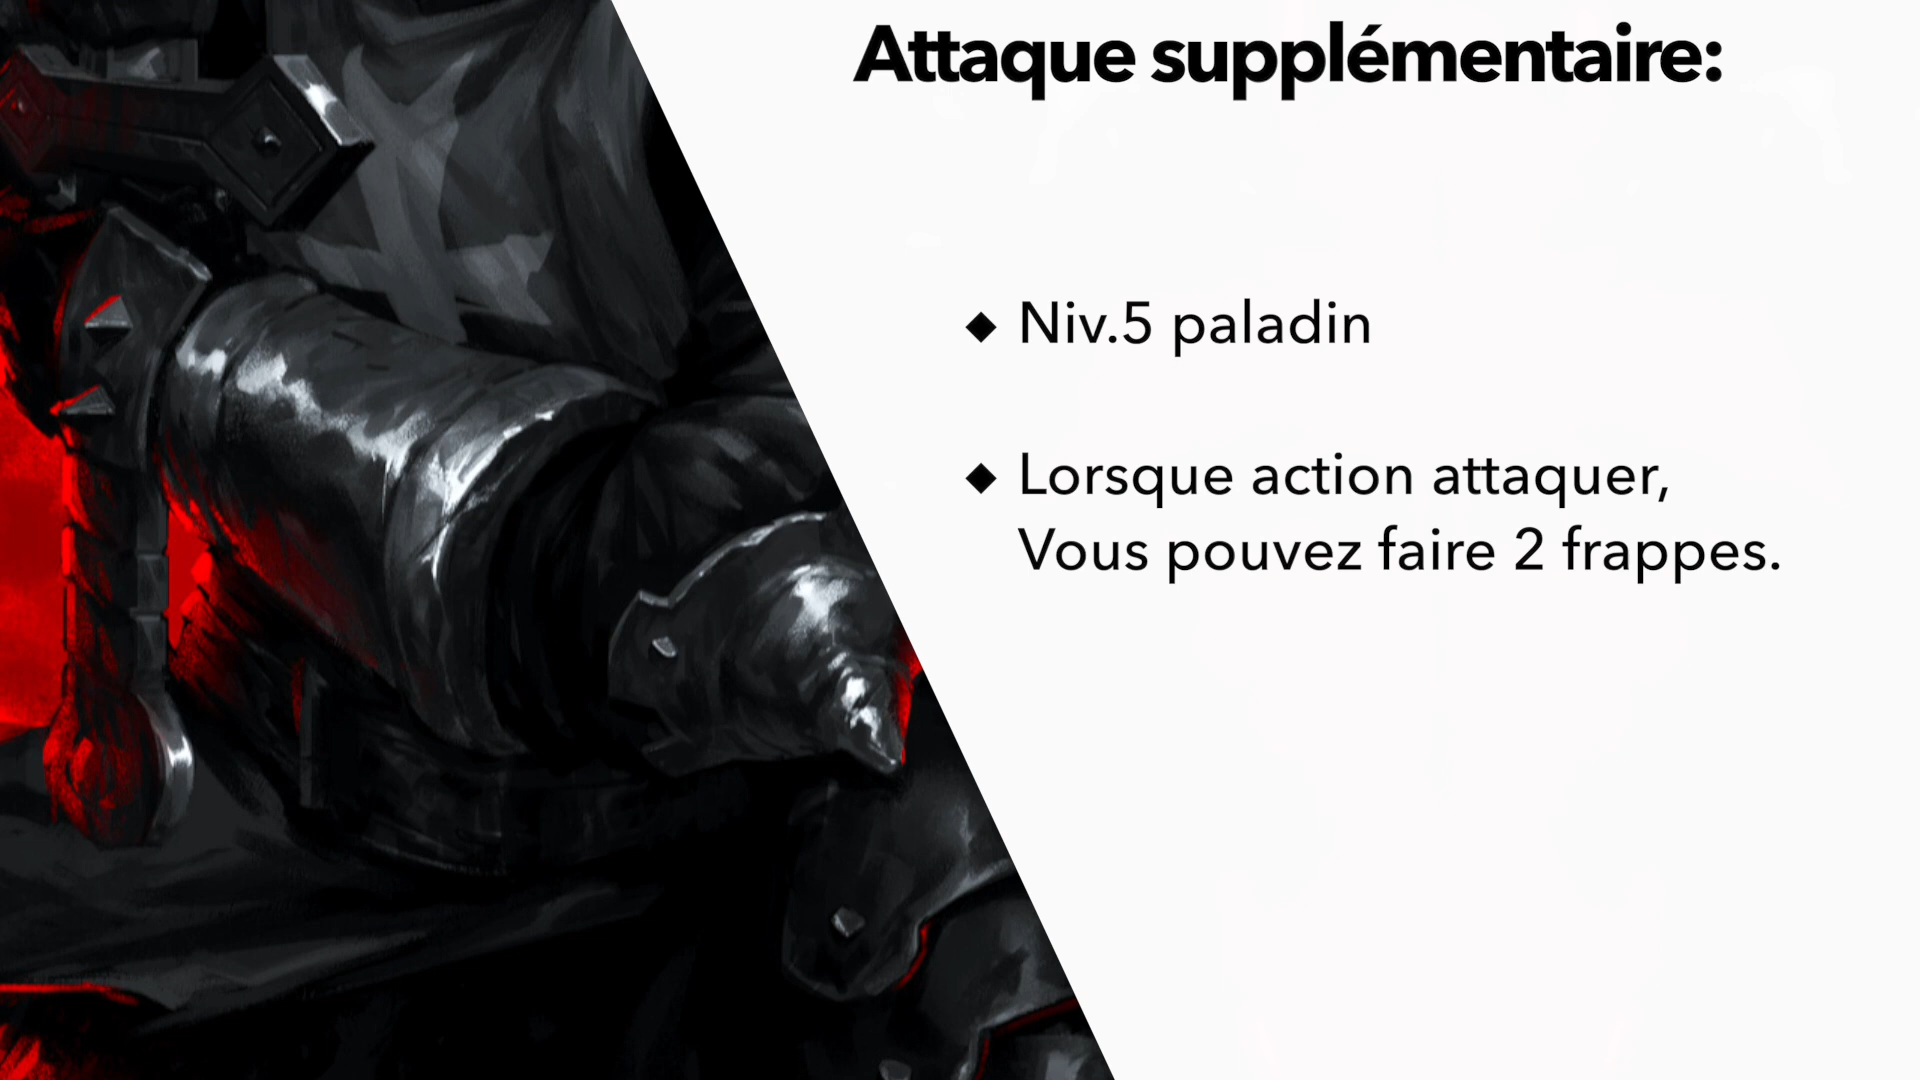 Attaque supplémentaire:
◆ Niv.5 paladin
◆ Lorsque action attaquer,
Vous pouvez faire 2 frappes.